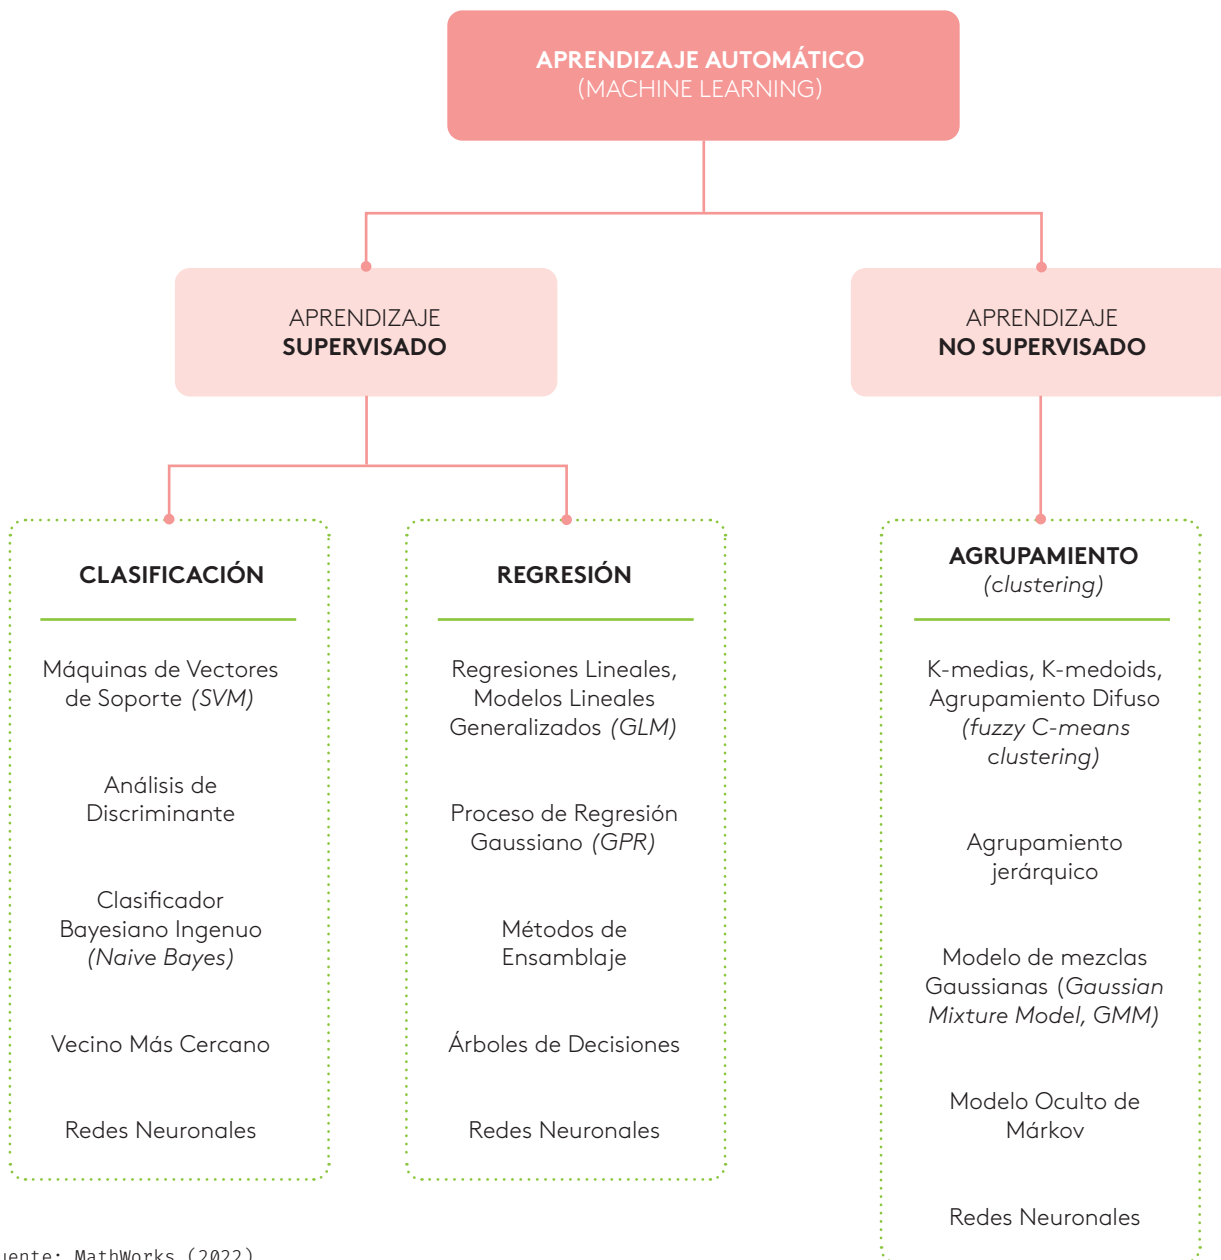 APRENDIZAJE AUTOMÁTICO
(MACHINE LEARNING)
APRENDIZAJE
SUPERVISADO
APRENDIZAJE
NO SUPERVISADO
CLASIFICACIÓN
Máquinas de Vectores
de Soporte (SVM)
Análisis de
Discriminante
Clasificador
Bayesiano Ingenuo
(Naive Bayes)
Vecino Más Cercano
Redes Neuronales
REGRESIÓN
Regresiones Lineales,
Modelos Lineales
Generalizados (GLM)
Proceso de Regresión
Gaussiano (GPR)
Métodos de
Ensamblaje
Árboles de Decisiones
Redes Neuronales
AGRUPAMIENTO
(clustering)
K-medias, K-medoids,
Agrupamiento Difuso
(fuzzy C-means
clustering)
Agrupamiento
jerárquico
Modelo de mezclas
Gaussianas (Gaussian
Mixture Model, GMM)
Modelo Oculto de
Márkov
Redes Neuronales
uente: MathWorks (2022)